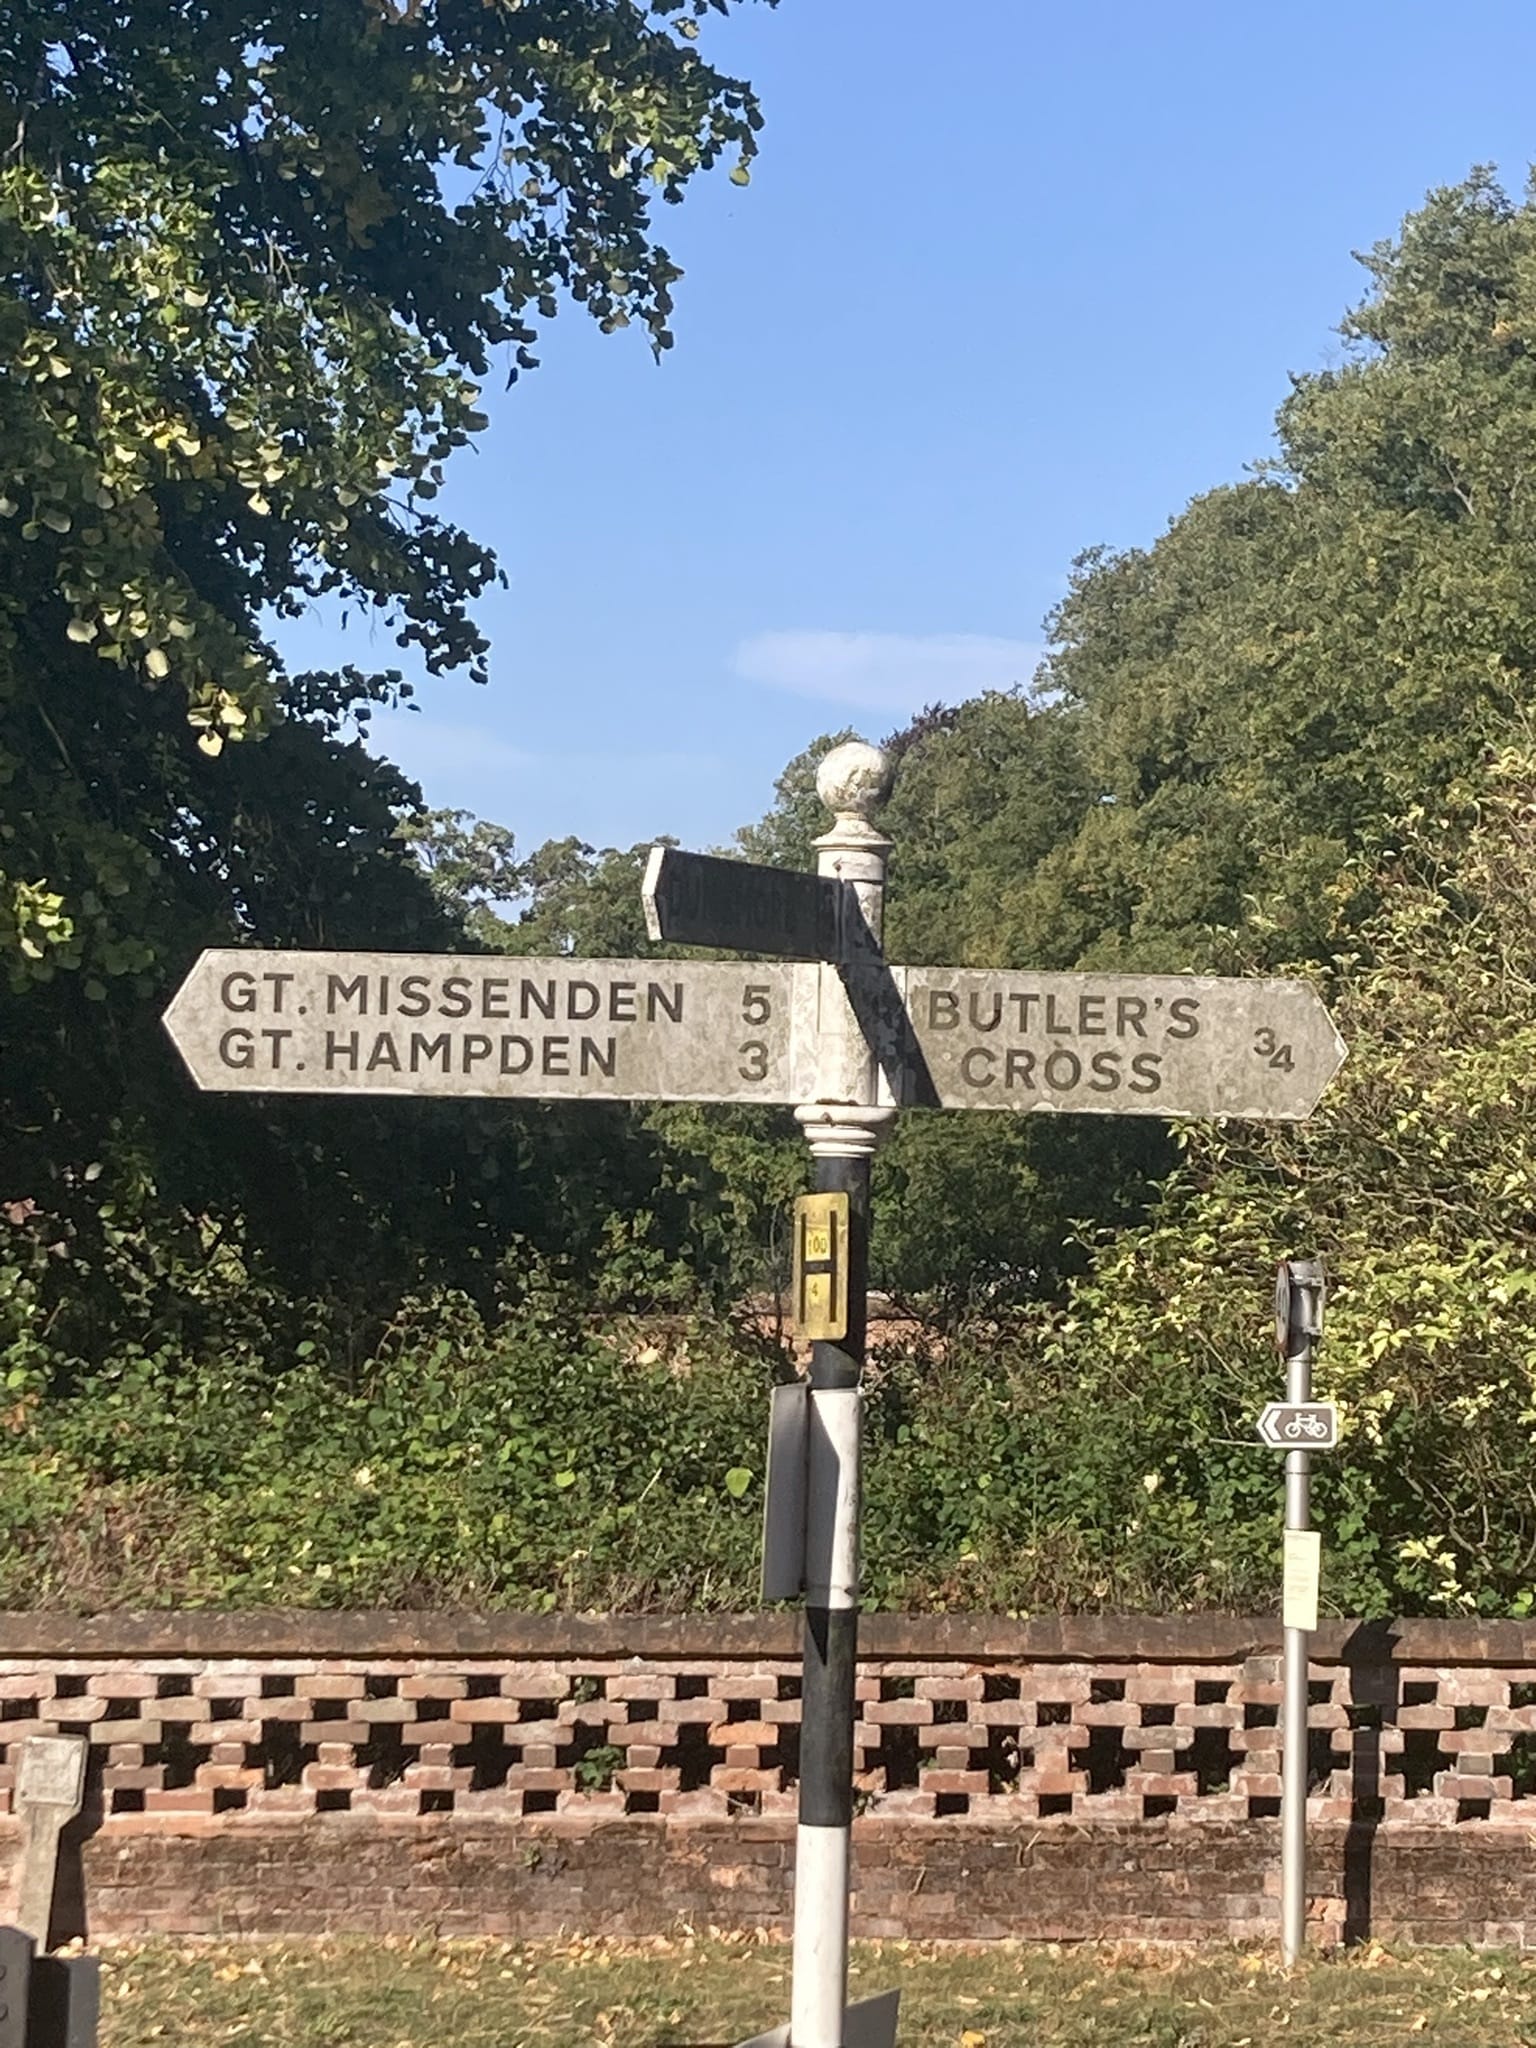 GT. MISSENDEN 5
GT. HAMPDEN 3
BUTLER'S
CROSS 3/4
H
100
4